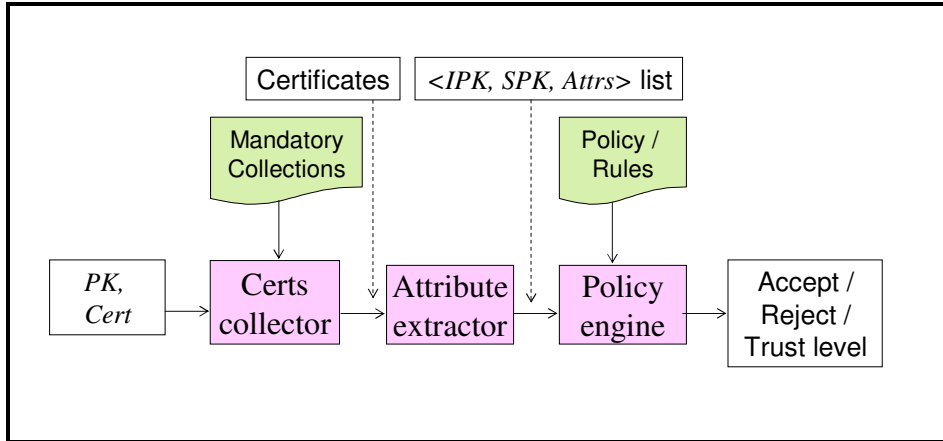 Certificates
<IPK, SPK, Attrs> list
Mandatory
Collections
Policy /
Rules
PK,
Cert
Certs
collector
Attribute
extractor
Policy
engine
Accept /
Reject /
Trust level